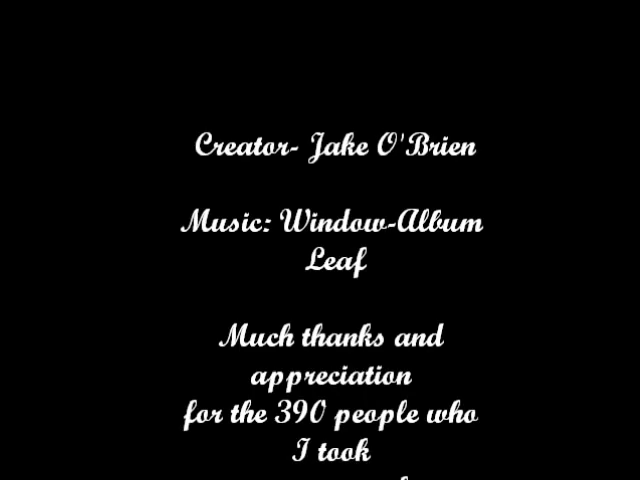 Creator- Jake O'Brien
Music: Window-Album
Leaf
Much thanks and
appreciation
for the 390 people who
I took